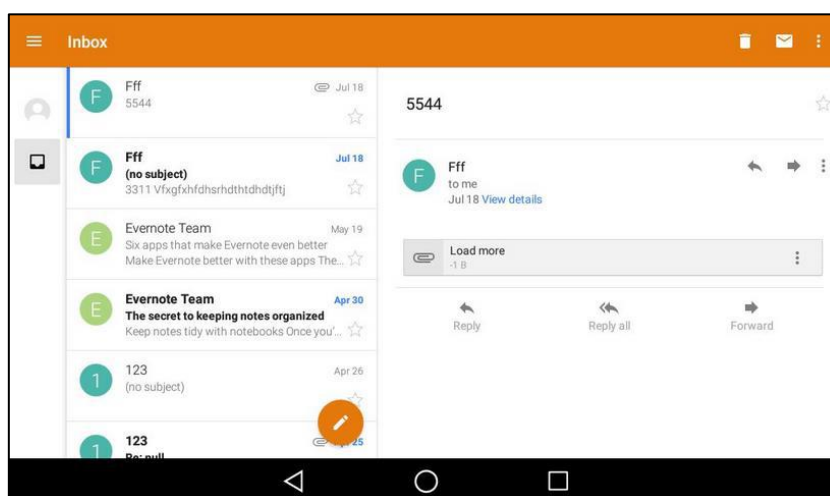 Inbox
F
Fff
Jul 18
5544
F
Fff
Jul 18
(no subject)
3311 Vfxgfxhfdhsrhdthtdhdtjftj
E
Evernote Team
May 19
Six apps that make Evernote even better
Make Evernote better with these apps The...
E
Evernote Team
Apr 30
The secret to keeping notes organized
Keep notes tidy with notebooks Once you'...
1
123
Apr 26
(no subject)
1
123
25
Re: null
5544
F
Fff
to me
Jul 18 View details
Load more
-1 B
Reply
Reply all
Forward